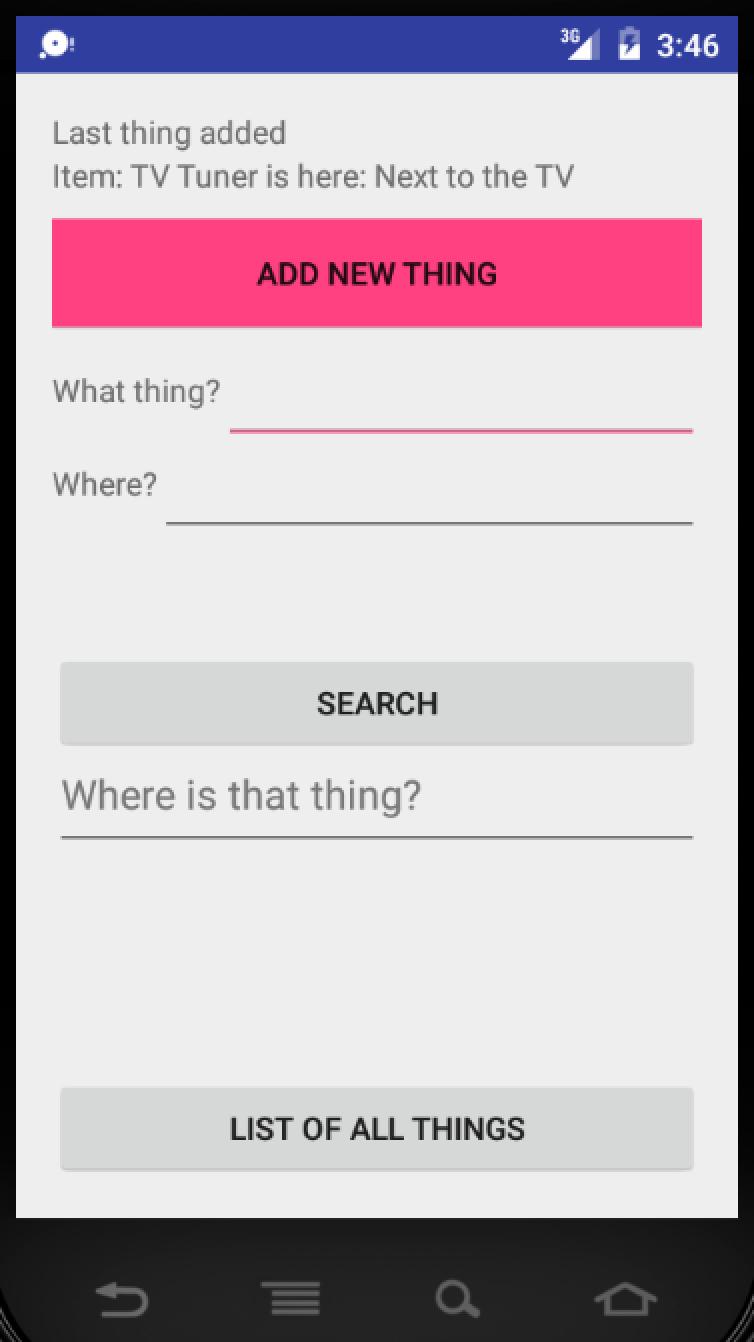 3G 3:46
Last thing added
Item: TV Tuner is here: Next to the TV
ADD NEW THING
What thing?
Where?
SEARCH
Where is that thing?
LIST OF ALL THINGS